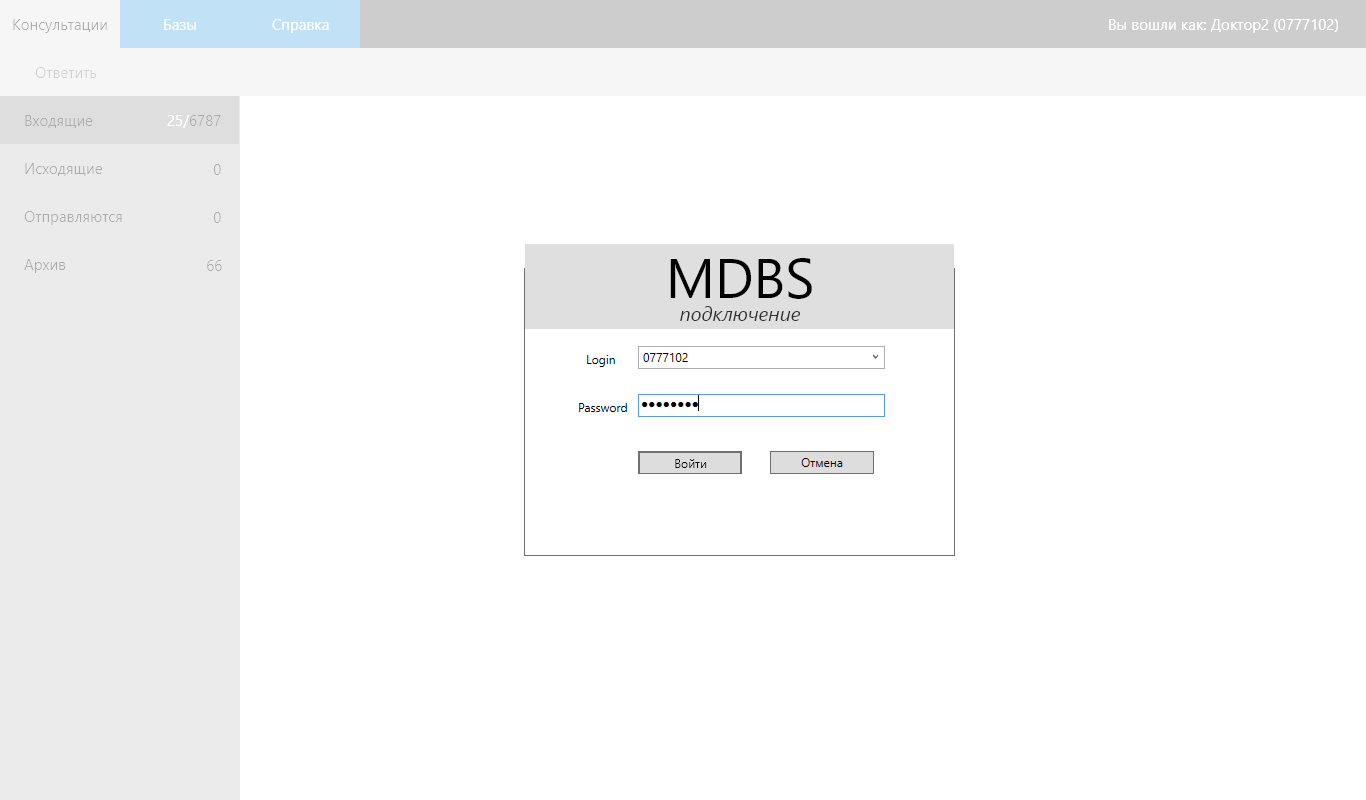 Консультации Базы Справка Вы вошли как: Доктор2 (0777102)
Ответить
Входящие 25/6787
Исходящие 0
Отправляются 0
Архив 66
MDBS
подключение
Login 0777102
Password ••••••••
Войти Отмена